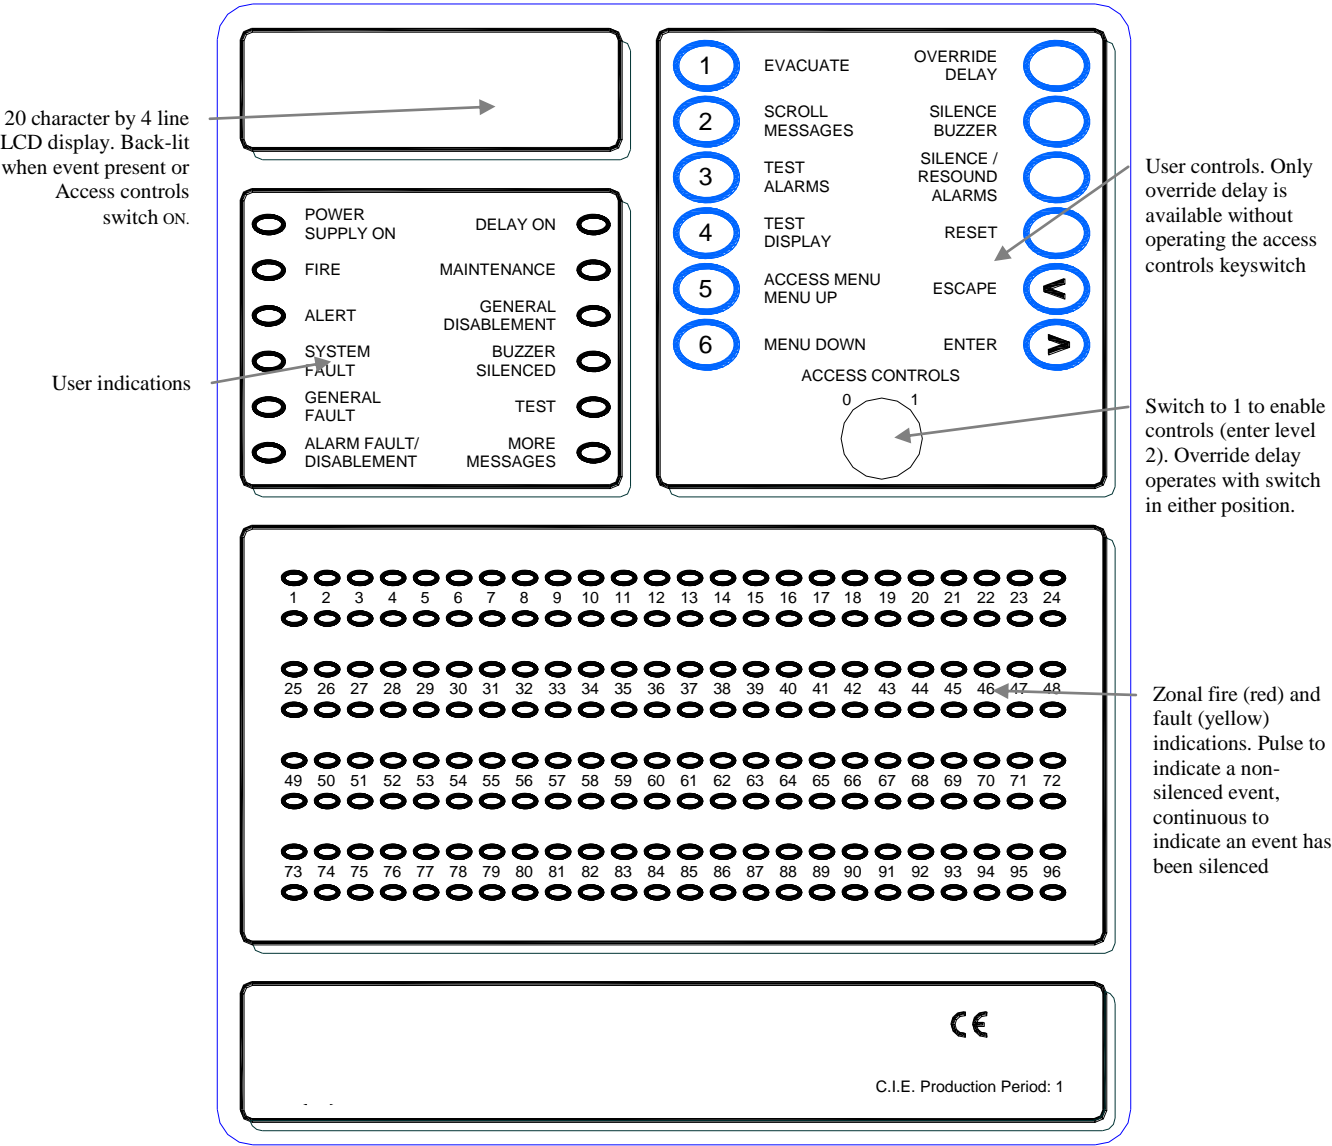 20 character by 4 line
LCD display. Back-lit
when event present or
Access controls
switch ON.
User indications
POWER
SUPPLY ON
FIRE
ALERT
SYSTEM
FAULT
GENERAL
FAULT
ALARM FAULT/
DISABLEMENT
DELAY ON
MAINTENANCE
GENERAL
DISABLEMENT
BUZZER
SILENCED
TEST
MORE
MESSAGES
1 EVACUATE
2 SCROLL
MESSAGES
3 TEST
ALARMS
4 TEST
DISPLAY
5 ACCESS MENU
MENU UP
6 MENU DOWN
OVERRIDE
DELAY
SILENCE
BUZZER
SILENCE /
RESOUND
ALARMS
RESET
ESCAPE <
ENTER >
ACCESS CONTROLS
0 1
User controls. Only
override delay is
available without
operating the access
controls keyswitch
Switch to 1 to enable
controls (enter level
2). Override delay
operates with switch
in either position.
1 2 3 4 5 6 7 8 9 10 11 12 13 14 15 16 17 18 19 20 21 22 23 24
25 26 27 28 29 30 31 32 33 34 35 36 37 38 39 40 41 42 43 44 45 46 47 48
49 50 51 52 53 54 55 56 57 58 59 60 61 62 63 64 65 66 67 68 69 70 71 72
73 74 75 76 77 78 79 80 81 82 83 84 85 86 87 88 89 90 91 92 93 94 95 96
Zonal fire (red) and
fault (yellow)
indications. Pulse to
indicate a non-
silenced event,
continuous to
indicate an event has
been silenced
CE
C.I.E. Production Period: 1